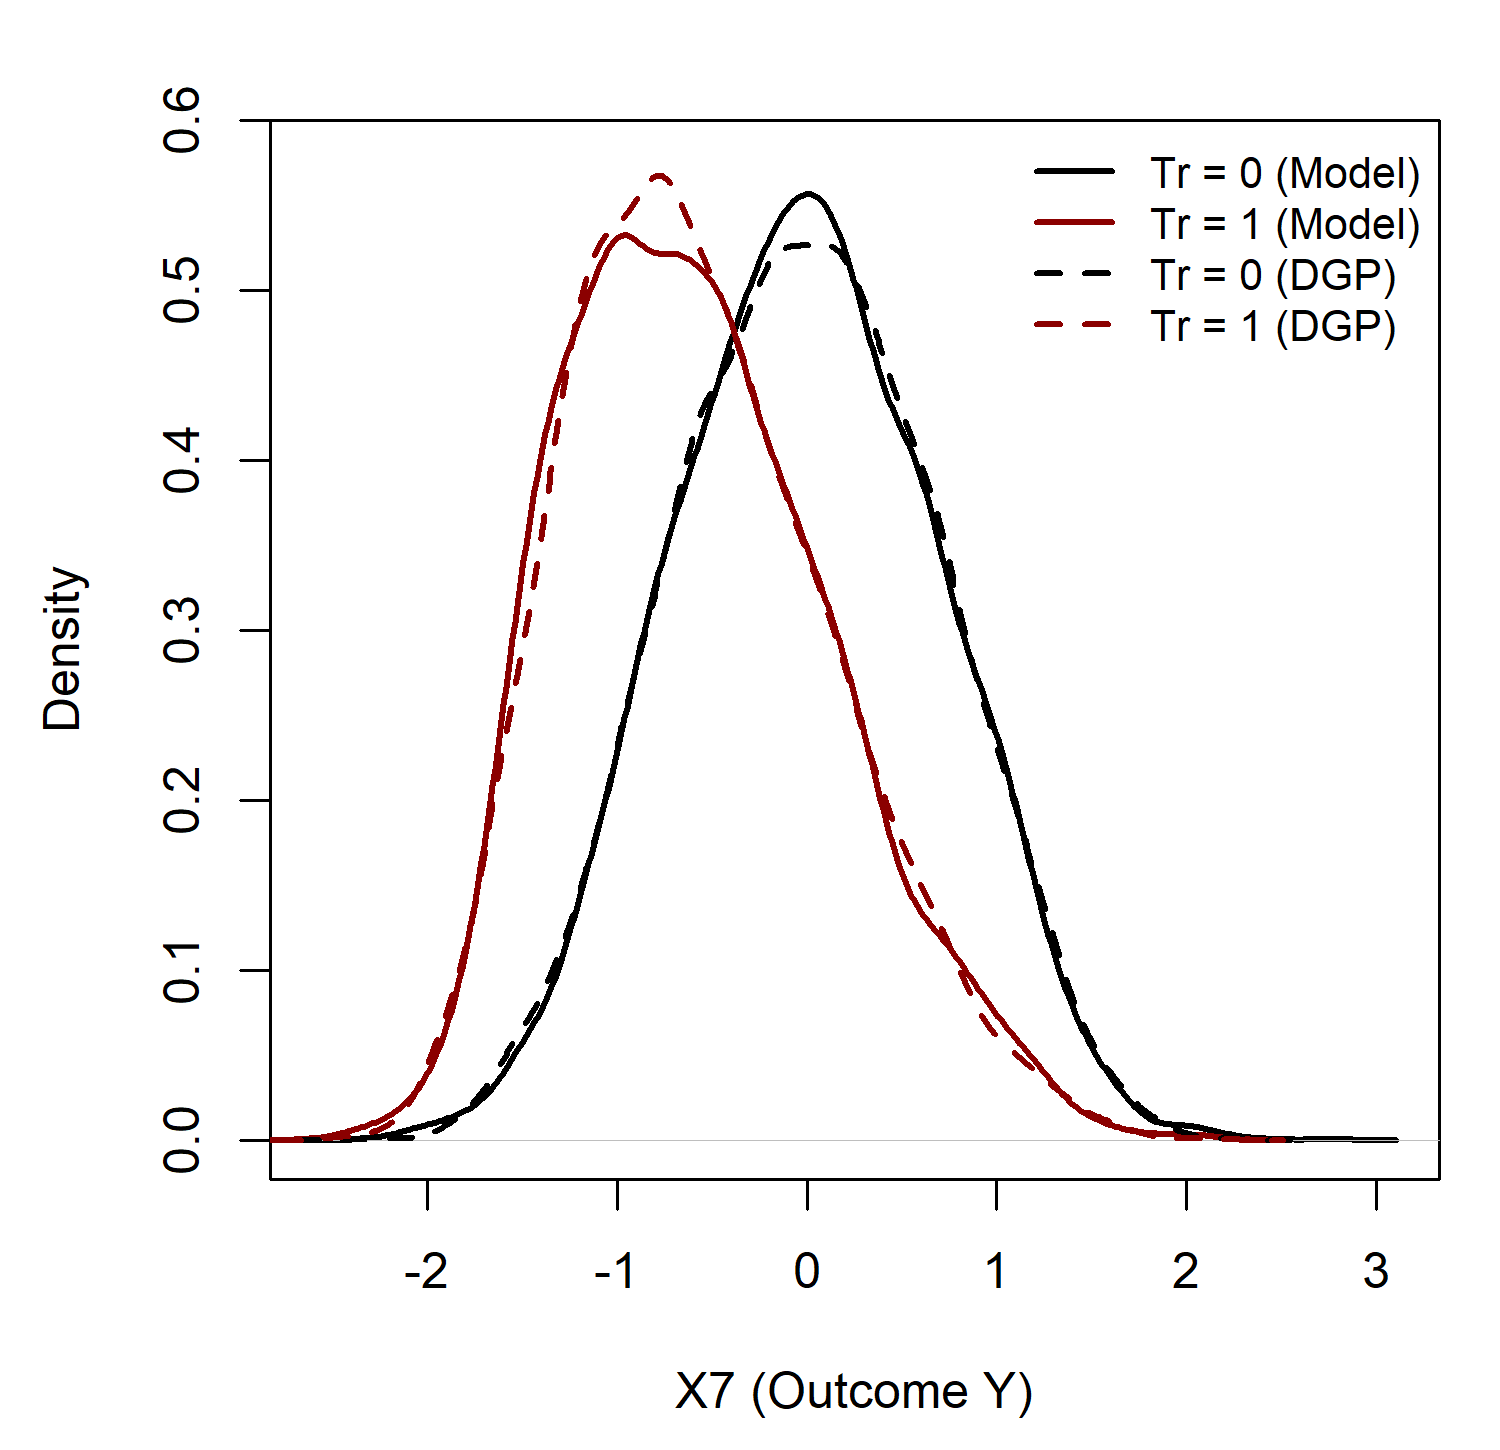 Density
0.0
0.1
0.2
0.3
0.4
0.5
0.6
Tr = 0 (Model)
Tr = 1 (Model)
Tr = 0 (DGP)
Tr = 1 (DGP)
-2 -1 0 1 2 3
X7 (Outcome Y)